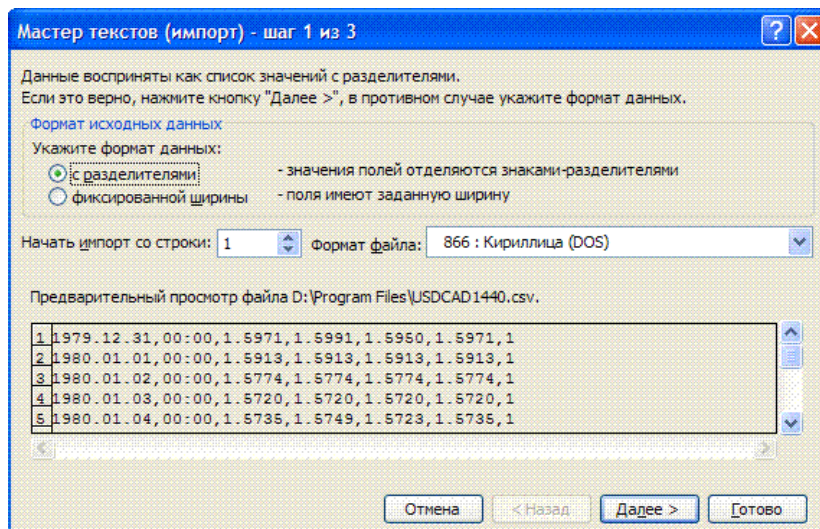 Мастер текстов (импорт) - шаг 1 из 3
Данные восприняты как список значений с разделителями.
Если это верно, нажмите кнопку "Далее >", в противном случае укажите формат данных.
Формат исходных данных
Укажите формат данных:
с разделителями - значения полей отделяются знаками-разделителями
фиксированной ширины - поля имеют заданную ширину
Начать импорт со строки: 1 Формат файла: 866 : Кириллица (DOS)
Предварительный просмотр файла D:\Program Files\USDCAD1440.csv.
1 1979.12.31,00:00,1.5971,1.5991,1.5950,1.5971,1
2 1980.01.01,00:00,1.5913,1.5913,1.5913,1.5913,1
3 1980.01.02,00:00,1.5774,1.5774,1.5774,1.5774,1
4 1980.01.03,00:00,1.5720,1.5720,1.5720,1.5720,1
5 1980.01.04,00:00,1.5735,1.5749,1.5723,1.5735,1
Отмена < Назад Далее > Готово